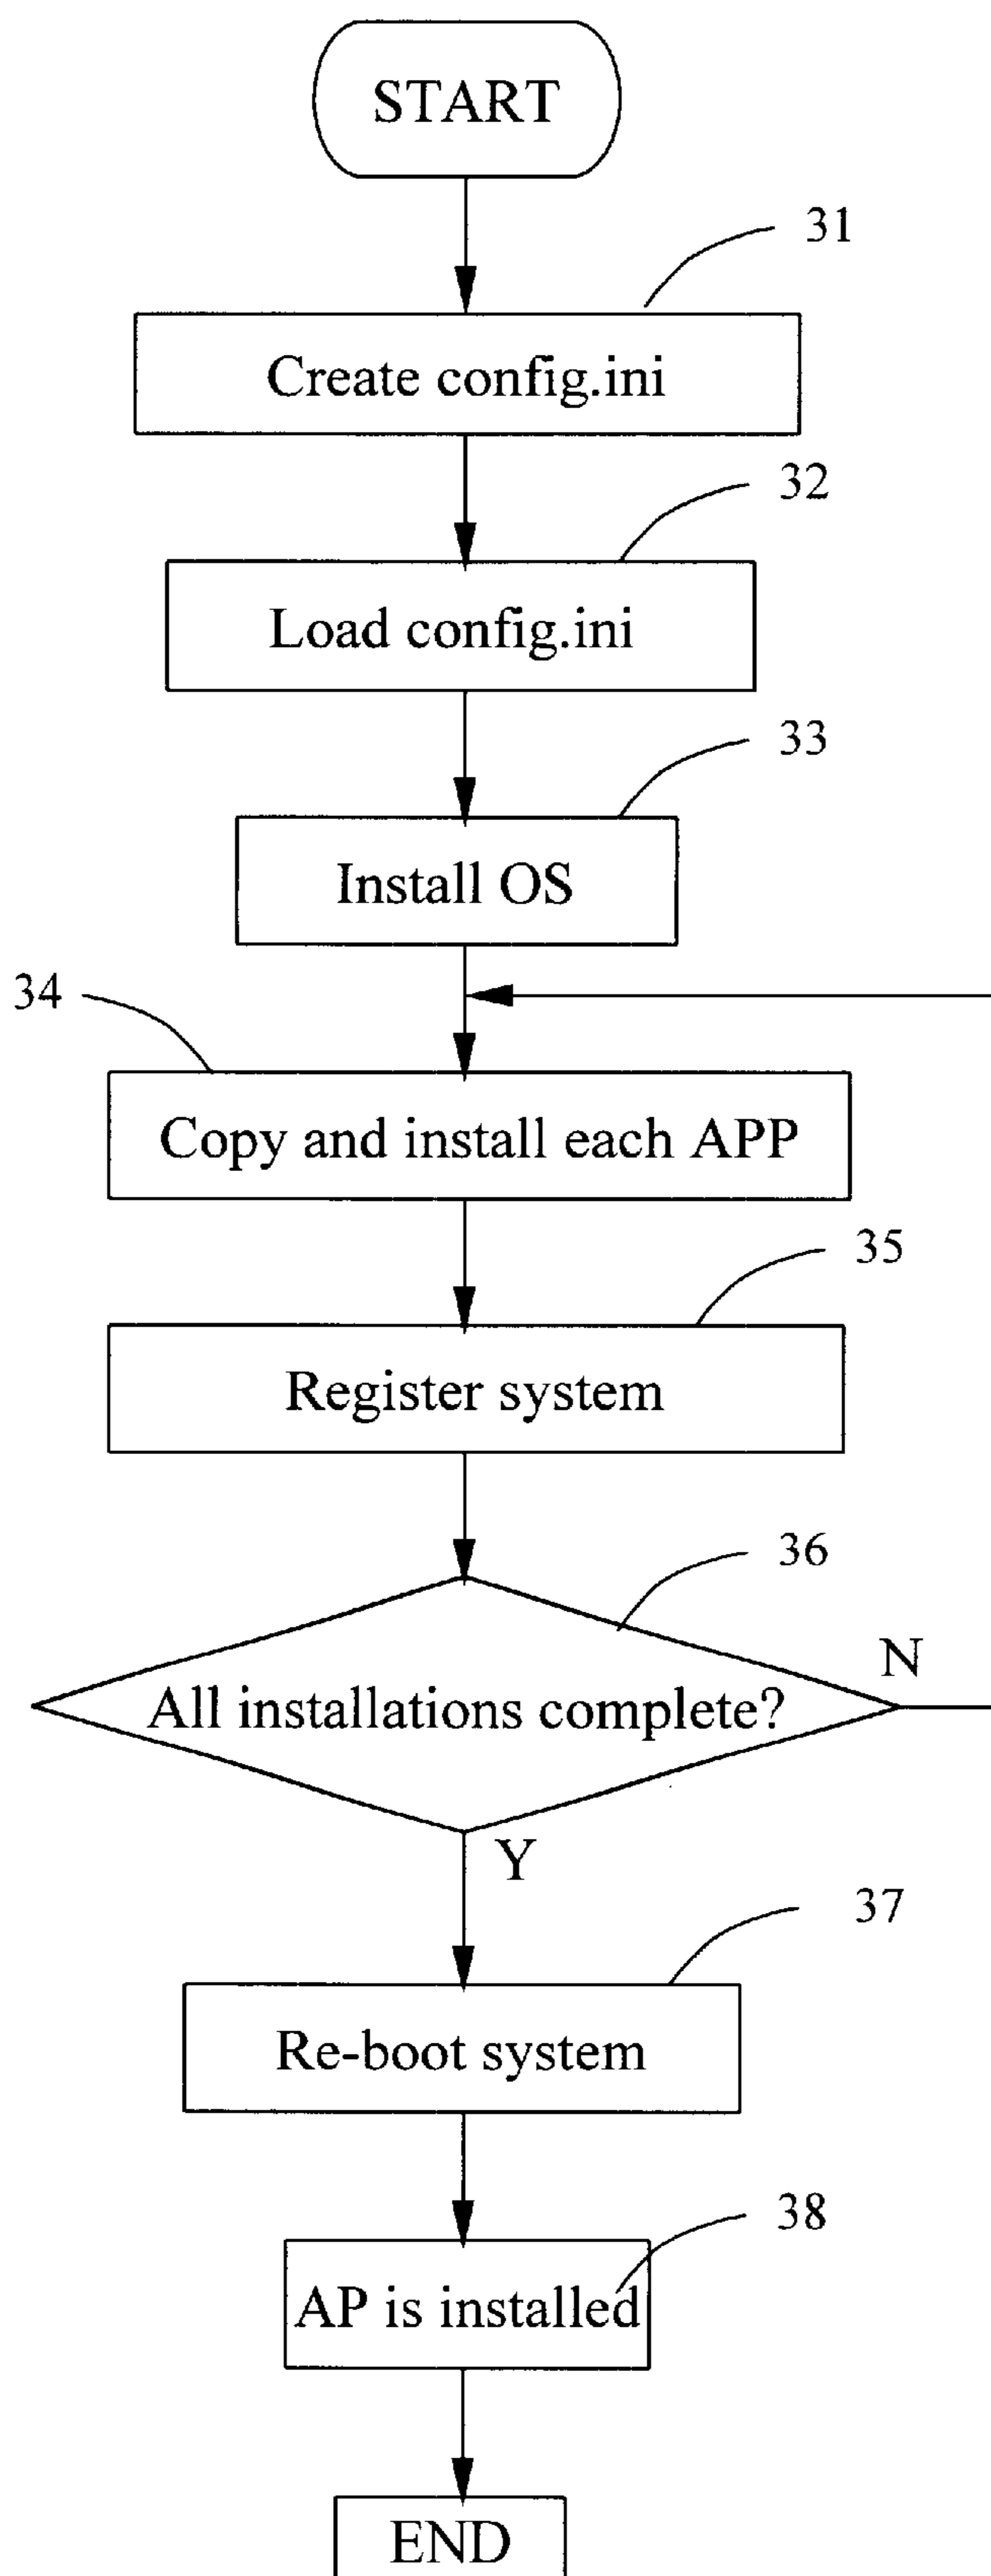 START
31
Create config.ini
32
Load config.ini
33
Install OS
34
Copy and install each APP
35
Register system
36
All installations complete?
N
Y
37
Re-boot system
38
AP is installed
END